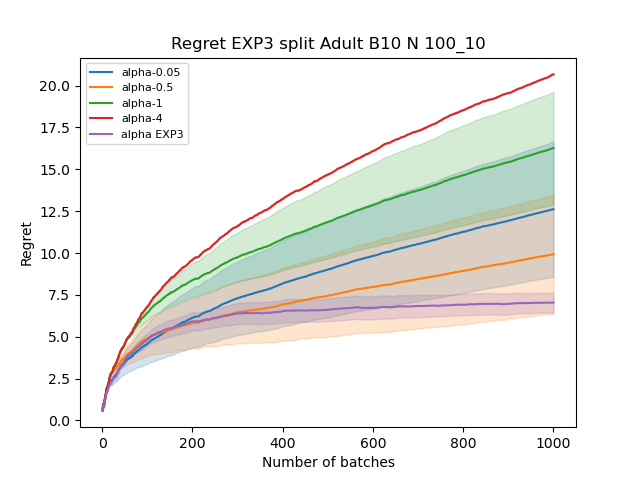 Regret EXP3 split Adult B10 N 100_10
alpha-0.05
alpha-0.5
alpha-1
alpha-4
alpha EXP3
20.0
17.5
15.0
12.5
10.0
7.5
5.0
2.5
0.0
Regret
0 200 400 600 800 1000
Number of batches